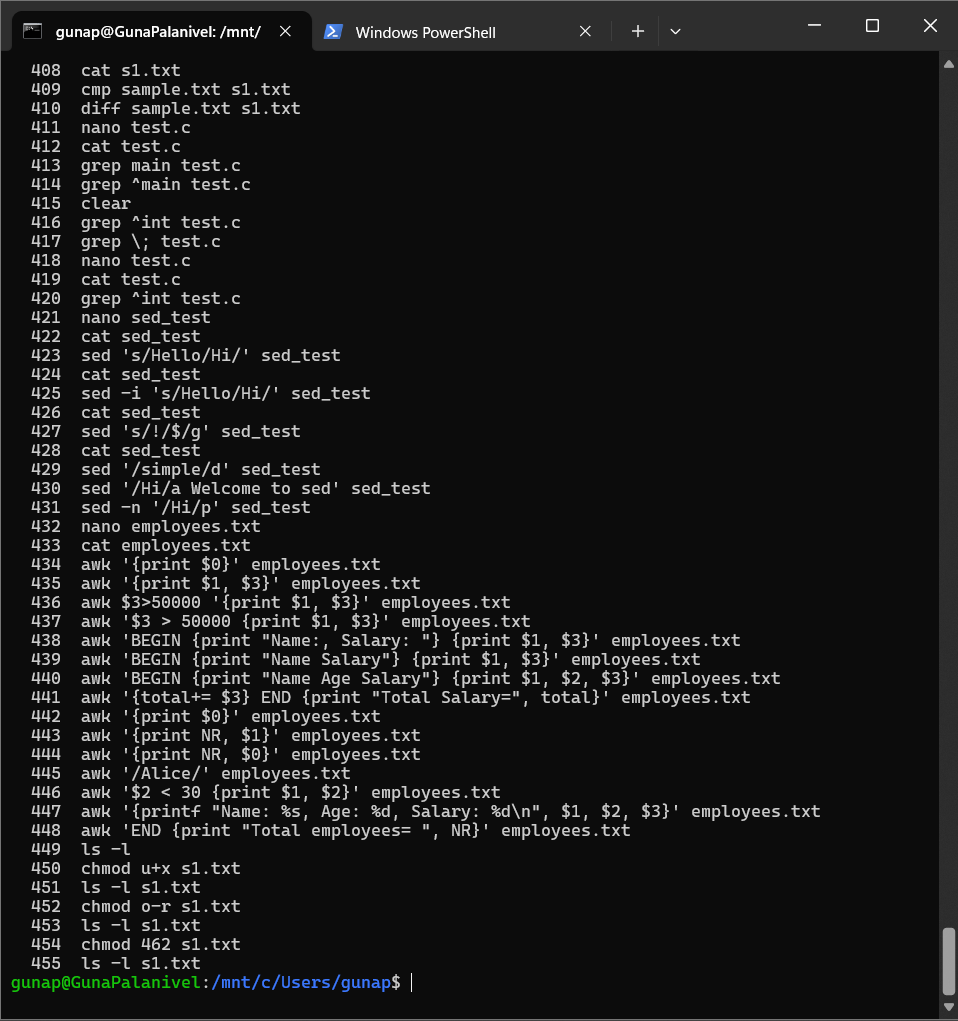 gunap@GunaPalanivel: /mnt/
Windows PowerShell
408 cat s1.txt
409 cmp sample.txt s1.txt
410 diff sample.txt s1.txt
411 nano test.c
412 cat test.c
413 grep main test.c
414 grep ^main test.c
415 clear
416 grep ^int test.c
417 grep \; test.c
418 nano test.c
419 cat test.c
420 grep ^int test.c
421 nano sed_test
422 cat sed_test
423 sed 's/Hello/Hi/' sed_test
424 cat sed_test
425 sed -i 's/Hello/Hi/' sed_test
426 cat sed_test
427 sed 's/!/$/g' sed_test
428 cat sed_test
429 sed '/simple/d' sed_test
430 sed '/Hi/a Welcome to sed' sed_test
431 sed -n '/Hi/p' sed_test
432 nano employees.txt
433 cat employees.txt
434 awk '{print $0}' employees.txt
435 awk '{print $1, $3}' employees.txt
436 awk $3>50000 '{print $1, $3}' employees.txt
437 awk '$3 > 50000 {print $1, $3}' employees.txt
438 awk 'BEGIN {print "Name:, Salary: "} {print $1, $3}' employees.txt
439 awk 'BEGIN {print "Name Salary"} {print $1, $3}' employees.txt
440 awk 'BEGIN {print "Name Age Salary"} {print $1, $2, $3}' employees.txt
441 awk '{total+= $3} END {print "Total Salary=", total}' employees.txt
442 awk '{print $0}' employees.txt
443 awk '{print NR, $1}' employees.txt
444 awk '{print NR, $0}' employees.txt
445 awk '/Alice/' employees.txt
446 awk '$2 < 30 {print $1, $2}' employees.txt
447 awk '{printf "Name: %s, Age: %d, Salary: %d\n", $1, $2, $3}' employees.txt
448 awk 'END {print "Total employees= ", NR}' employees.txt
449 ls -l
450 chmod u+x s1.txt
451 ls -l s1.txt
452 chmod o-r s1.txt
453 ls -l s1.txt
454 chmod 462 s1.txt
455 ls -l s1.txt
gunap@GunaPalanivel:/mnt/c/Users/gunap$